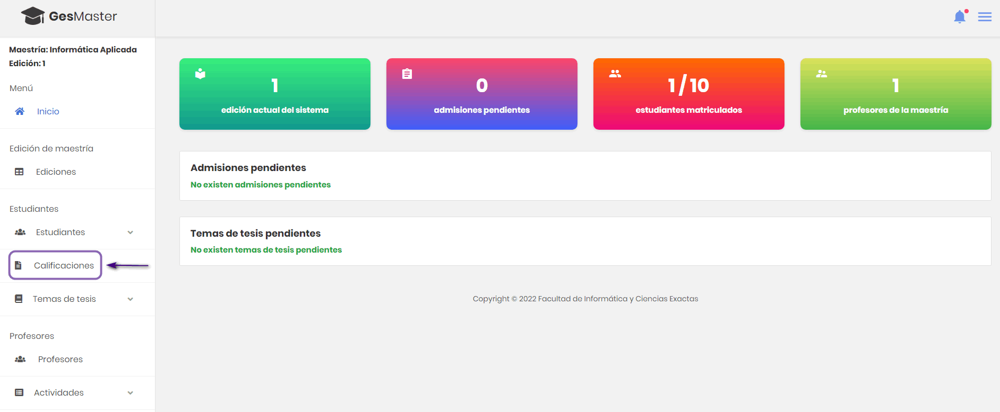 GesMaster
Maestría: Informática Aplicada
Edición: 1
Menú
Inicio
Edición de maestría
Ediciones
Estudiantes
Estudiantes
Calificaciones
Temas de tesis
Profesores
Profesores
Actividades
1
edición actual del sistema
0
admisiones pendientes
1 / 10
estudiantes matriculados
1
profesores de la maestría
Admisiones pendientes
No existen admisiones pendientes
Temas de tesis pendientes
No existen temas de tesis pendientes
Copyright © 2022 Facultad de Informática y Ciencias Exactas